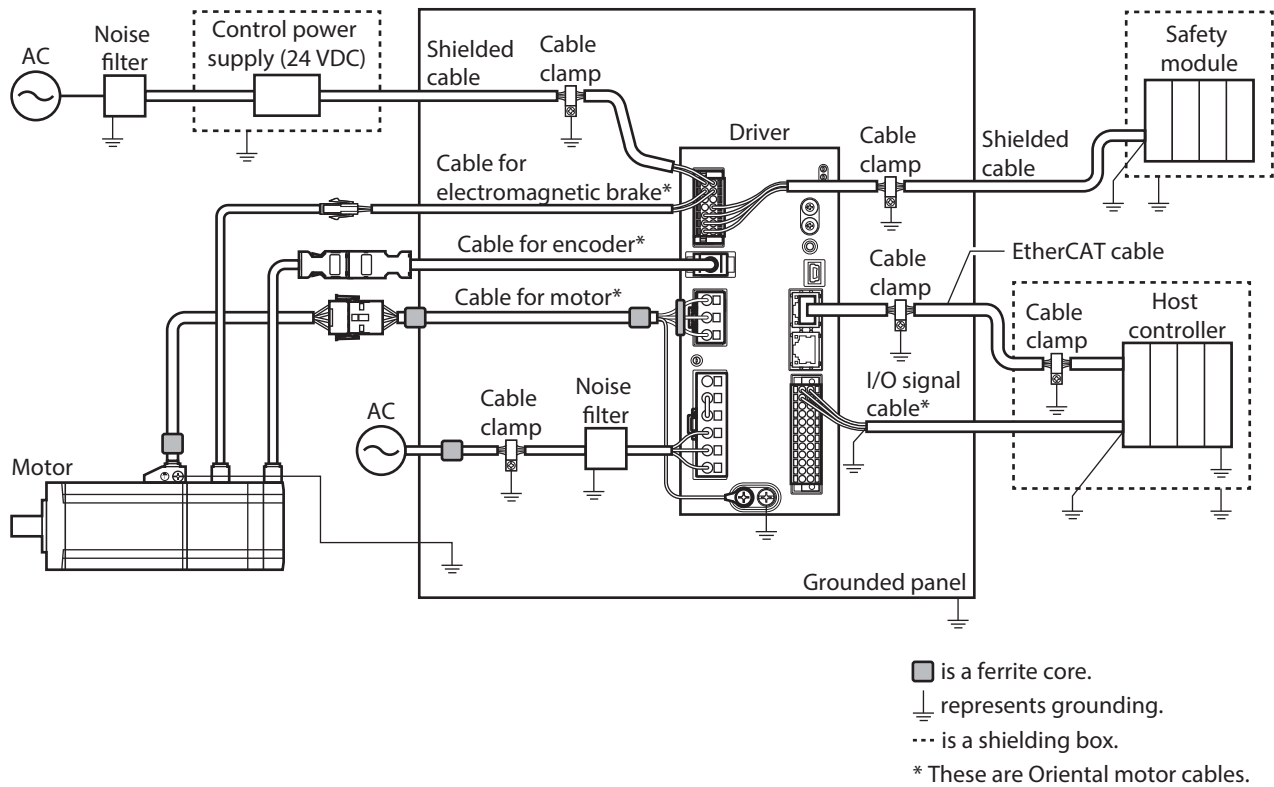 AC
Noise
filter
Control power
supply (24 VDC)
Shielded
cable
Cable
clamp
Safety
module
Driver
Cable
clamp
Shielded
cable
Cable for
electromagnetic brake*
Cable for encoder*
EtherCAT cable
Cable
clamp
Cable for motor*
Host
controller
Cable
clamp
I/O signal
cable*
AC
Cable
clamp
Noise
filter
Motor
Grounded panel
is a ferrite core.
represents grounding.
is a shielding box.
* These are Oriental motor cables.